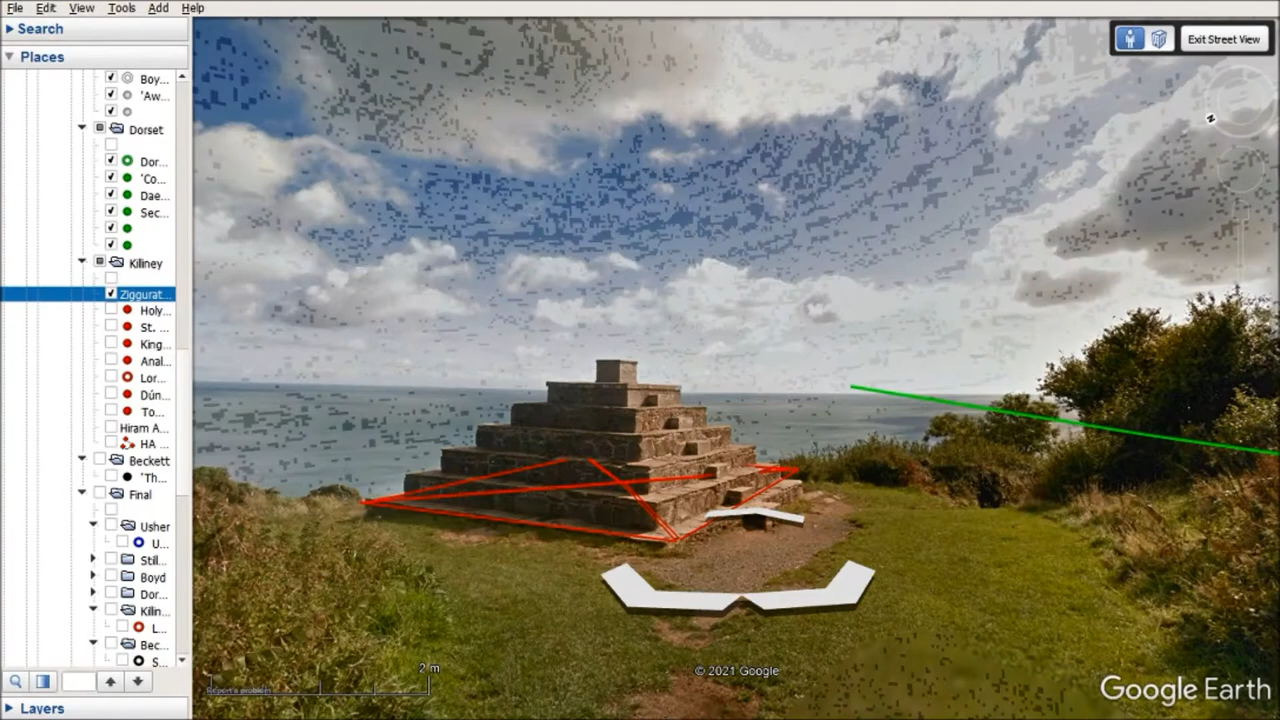 File Edit View Tools Add Help
Search
Places
Boy...
'Aw...
Dorset
Dor...
'Co...
Dae...
Sec...
Killiney
Ziggurat...
Holy...
St. ...
King...
Anal...
Lor...
Dún...
To...
Hiram A...
HA ...
Beckett
'Th...
Final
Usher
U...
Still...
Boyd
Dor...
Killin...
L...
Bec...
S...
Layers
Exit Street View
N
2 m
Report a problem
© 2021 Google
Google Earth